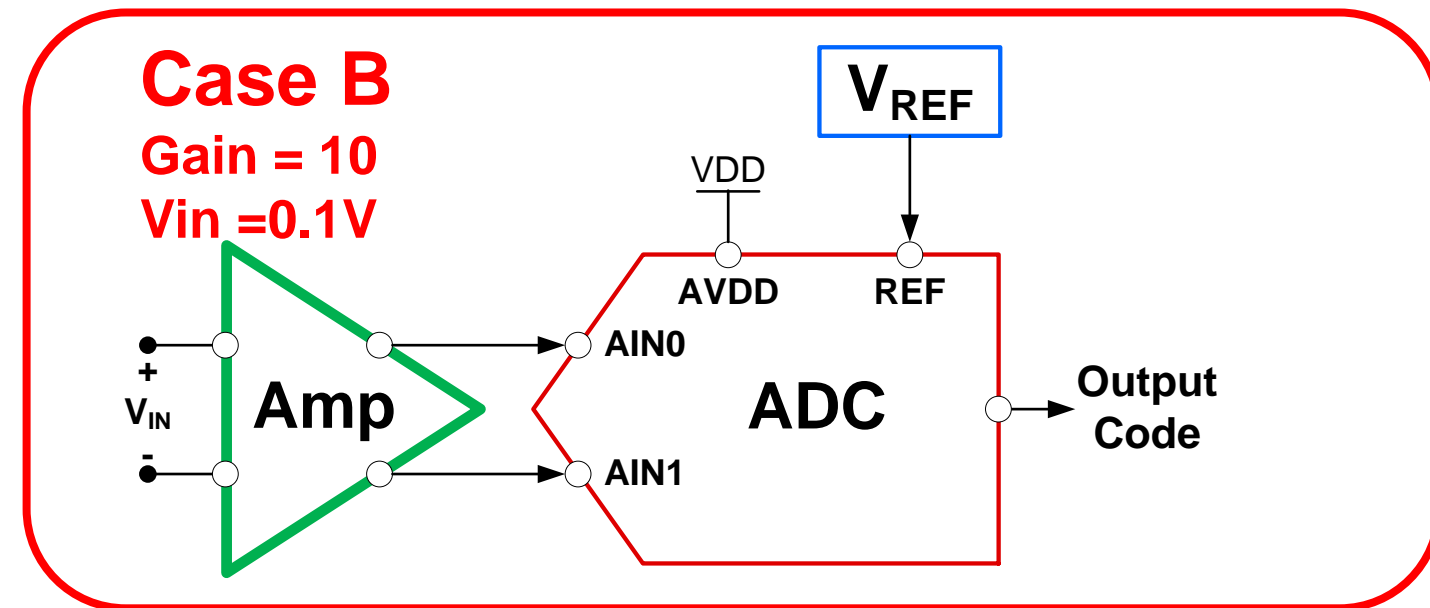 Case B
Gain = 10
Vin =0.1V
VREF
VDD
AVDD
REF
AIN0
+
VIN
-
Amp
ADC
AIN1
Output
Code